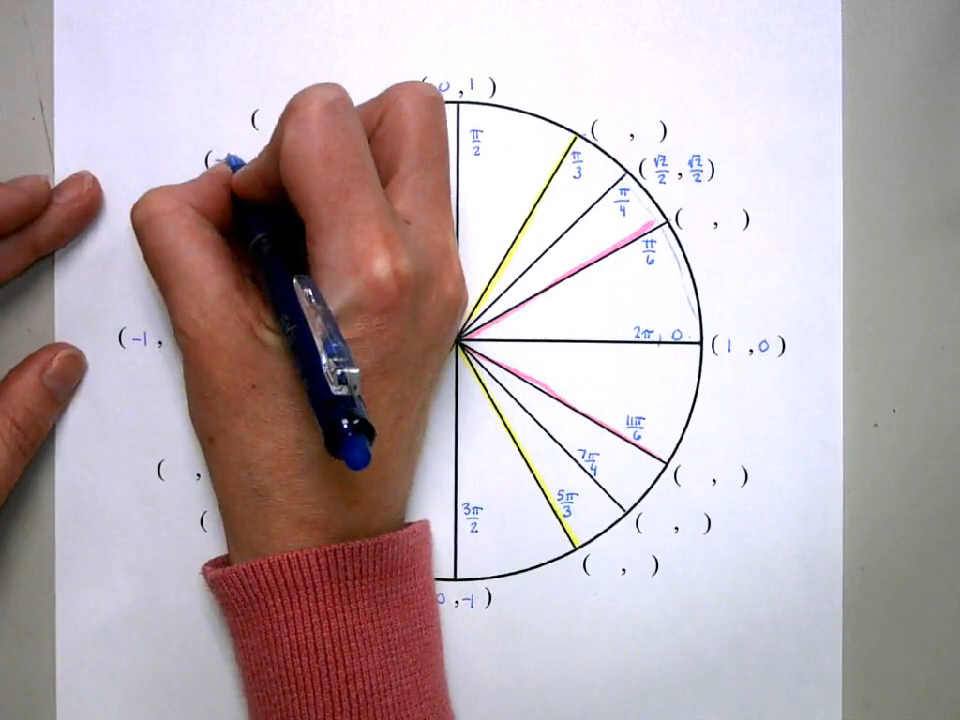 0 , 1 )
(
( , )
π/2
π/3
(
( √2/2 , √2/2 )
π/4
( , )
π/6
( -1 ,
2π, 0
( 1 , 0 )
11π/6
7π/4
( ,
( , )
5π/3
3π/2
(
( , )
( , )
0 , -1 )